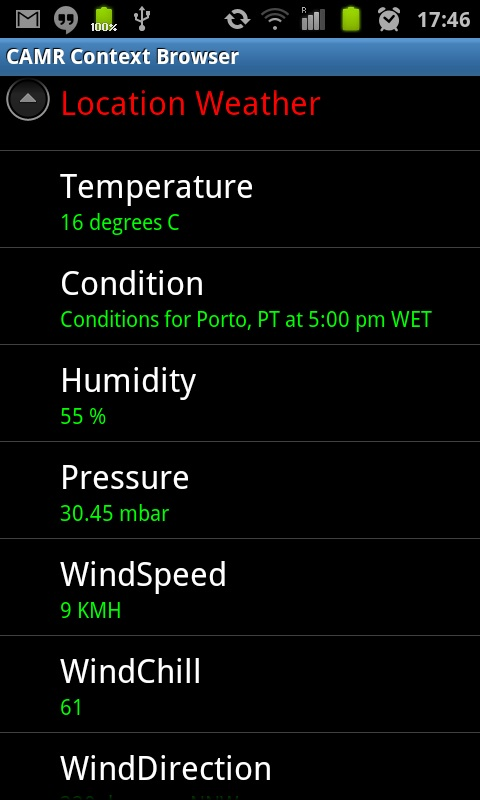 100%
R
17:46
CAMR Context Browser
Location Weather
Temperature
16 degrees C
Condition
Conditions for Porto, PT at 5:00 pm WET
Humidity
55 %
Pressure
30.45 mbar
WindSpeed
9 KMH
WindChill
61
WindDirection